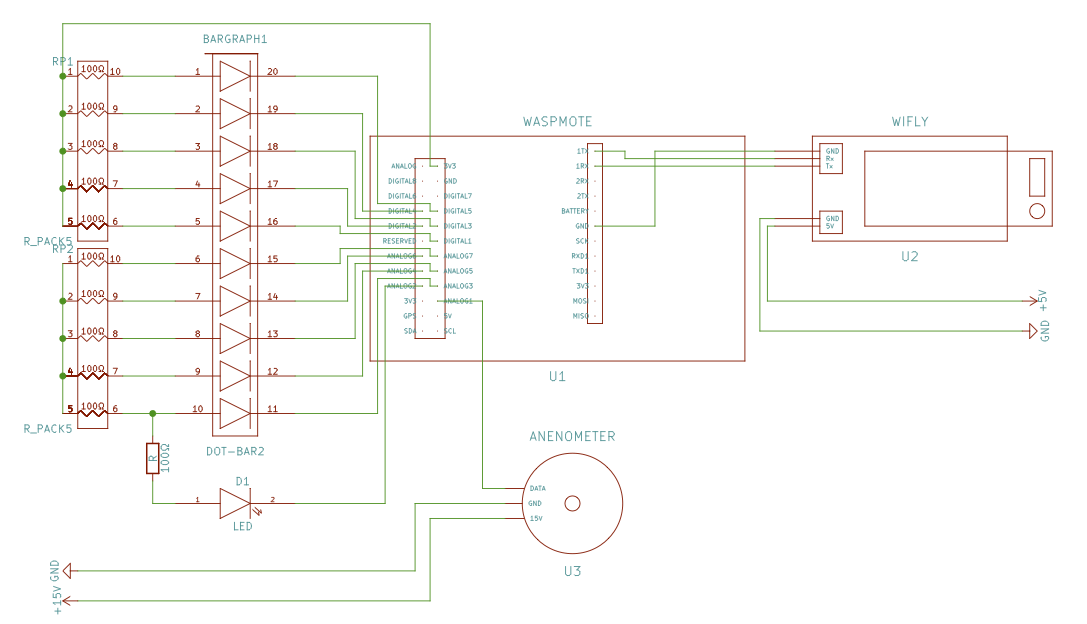 BARGRAPH1
RP1
1 100Ω 10 1 20
2 100Ω 9 2 19
3 100Ω 8 3 18
4 100Ω 7 4 17
5 100Ω 6 5 16
R_PACK5
RP2
1 100Ω 10 6 15
2 100Ω 9 7 14
3 100Ω 8 8 13
4 100Ω 7 9 12
5 100Ω 6 10 11
R_PACK5
DOT-BAR2
R
100Ω
D1
1 2
LED
GND
+15V
WASPMOTE
ANALOG 3V3
DIGITAL8 GND
DIGITAL6 DIGITAL7
DIGITAL4 DIGITAL5
DIGITAL2 DIGITAL3
RESERVED DIGITAL1
ANALOG6 ANALOG7
ANALOG4 ANALOG5
ANALOG2 ANALOG3
3V3 ANALOG1
GPS 5V
SDA SCL
1TX
1RX
2RX
2TX
BATTERY
GND
SCK
RXD1
TXD1
3V3
MOSI
MISO
U1
ANENOMETER
DATA
GND
15V
U3
WIFLY
GND
Rx
Tx
GND
5V
U2
+5V
GND